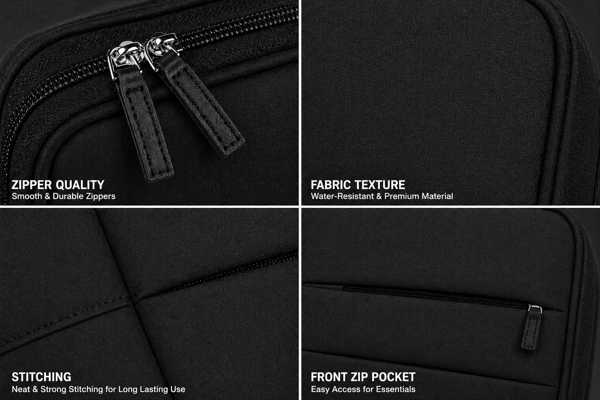 ZIPPER QUALITY
Smooth & Durable Zippers
FABRIC TEXTURE
Water-Resistant & Premium Material
STITCHING
Neat & Strong Stitching for Long Lasting Use
FRONT ZIP POCKET
Easy Access for Essentials